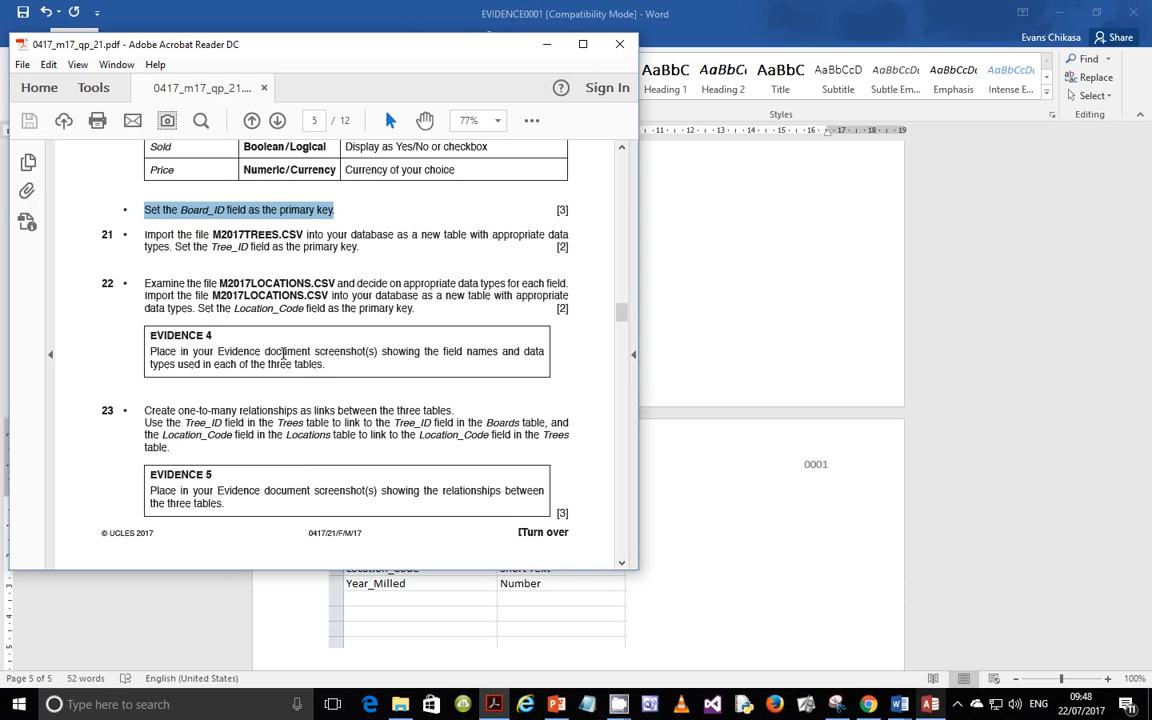 EVIDENCE0001 [Compatibility Mode] - Word
Evans Chikasa
Share
0417_m17_qp_21.pdf - Adobe Acrobat Reader DC
File Edit View Window Help
Home Tools 0417_m17_qp_21.... Sign In
5 / 12 77%
AaBbC AaBbCc AaBbC AaBbCcD AaBbCcDc AaBbCcDc AaBbCcDc
Heading 1 Heading 2 Title Subtitle Subtle Em... Emphasis Intense E...
Styles
Find
Replace
Select
Editing
11 12 13 14 15 16 17 18 19
Sold Boolean/Logical Display as Yes/No or checkbox
Price Numeric/Currency Currency of your choice
• Set the Board_ID field as the primary key. [3]
21 • Import the file M2017TREES.CSV into your database as a new table with appropriate data
types. Set the Tree_ID field as the primary key. [2]
22 • Examine the file M2017LOCATIONS.CSV and decide on appropriate data types for each field.
Import the file M2017LOCATIONS.CSV into your database as a new table with appropriate
data types. Set the Location_Code field as the primary key. [2]
EVIDENCE 4
Place in your Evidence document screenshot(s) showing the field names and data
types used in each of the three tables.
23 • Create one-to-many relationships as links between the three tables.
Use the Tree_ID field in the Trees table to link to the Tree_ID field in the Boards table, and
the Location_Code field in the Locations table to link to the Location_Code field in the Trees
table.
EVIDENCE 5
Place in your Evidence document screenshot(s) showing the relationships between
the three tables.
[3]
© UCLES 2017 0417/21/F/M/17 [Turn over
0001
Location_Code Short Text
Year_Milled Number
Page 5 of 5 52 words English (United States) 100%
Type here to search
ENG
09:48
22/07/2017